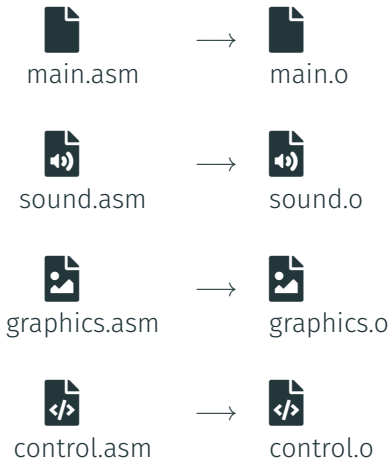 main.asm
main.o
sound.asm
sound.o
graphics.asm
graphics.o
control.asm
control.o